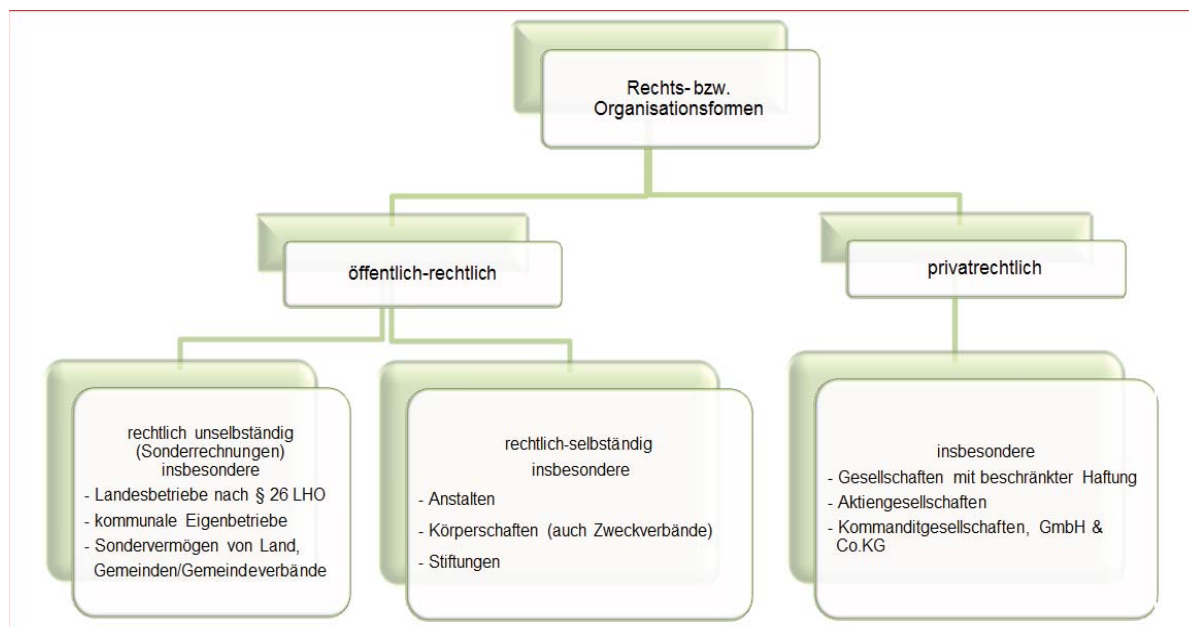 Rechts- bzw.
Organisationsformen
öffentlich-rechtlich
privatrechtlich
rechtlich unselbständig
(Sonderrechnungen)
insbesondere
- Landesbetriebe nach § 26 LHO
- kommunale Eigenbetriebe
- Sondervermögen von Land,
Gemeinden/Gemeindeverbände
rechtlich-selbständig
insbesondere
- Anstalten
- Körperschaften (auch Zweckverbände)
- Stiftungen
insbesondere
- Gesellschaften mit beschränkter Haftung
- Aktiengesellschaften
- Kommanditgesellschaften, GmbH &
Co.KG